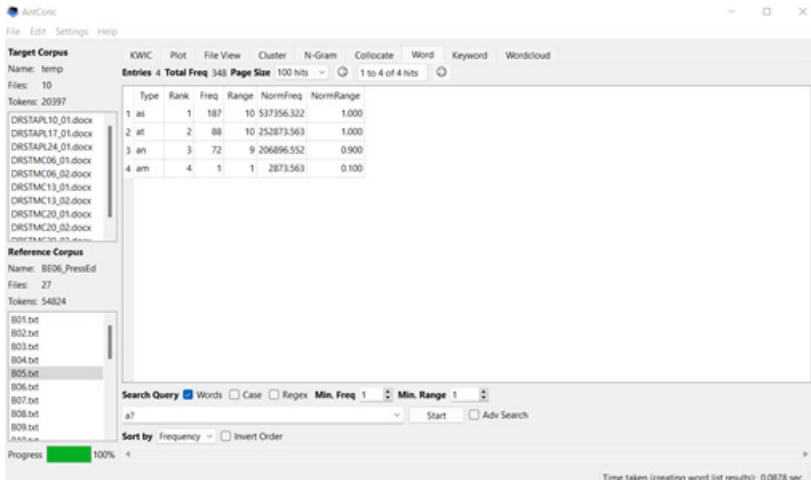 AntConc
File Edit Settings Help
Target Corpus
Name: temp
Files: 10
Tokens: 20397
DRSTAPL10_01.docx
DRSTAPL17_01.docx
DRSTAPL24_01.docx
DRSTMC06_01.docx
DRSTMC06_02.docx
DRSTMC13_01.docx
DRSTMC13_02.docx
DRSTMC20_01.docx
DRSTMC20_02.docx
Reference Corpus
Name: BE06_PressEd
Files: 27
Tokens: 54824
B01.txt
B02.txt
B03.txt
B04.txt
B05.txt
B06.txt
B07.txt
B08.txt
B09.txt
Progress 100%
KWIC Plot File View Cluster N-Gram Collocate Word Keyword Wordcloud
Entries 4 Total Freq 348 Page Size 100 hits 1 to 4 of 4 hits
Type Rank Freq Range NormFreq NormRange
1 as 1 187 10 537356.322 1.000
2 at 2 88 10 252873.563 1.000
3 an 3 72 9 206896.552 0.900
4 am 4 1 1 2873.563 0.100
Search Query Words Case Regex Min. Freq 1 Min. Range 1
a? Start Adv Search
Sort by Frequency Invert Order
Time taken (creating word list results): 0.0878 sec